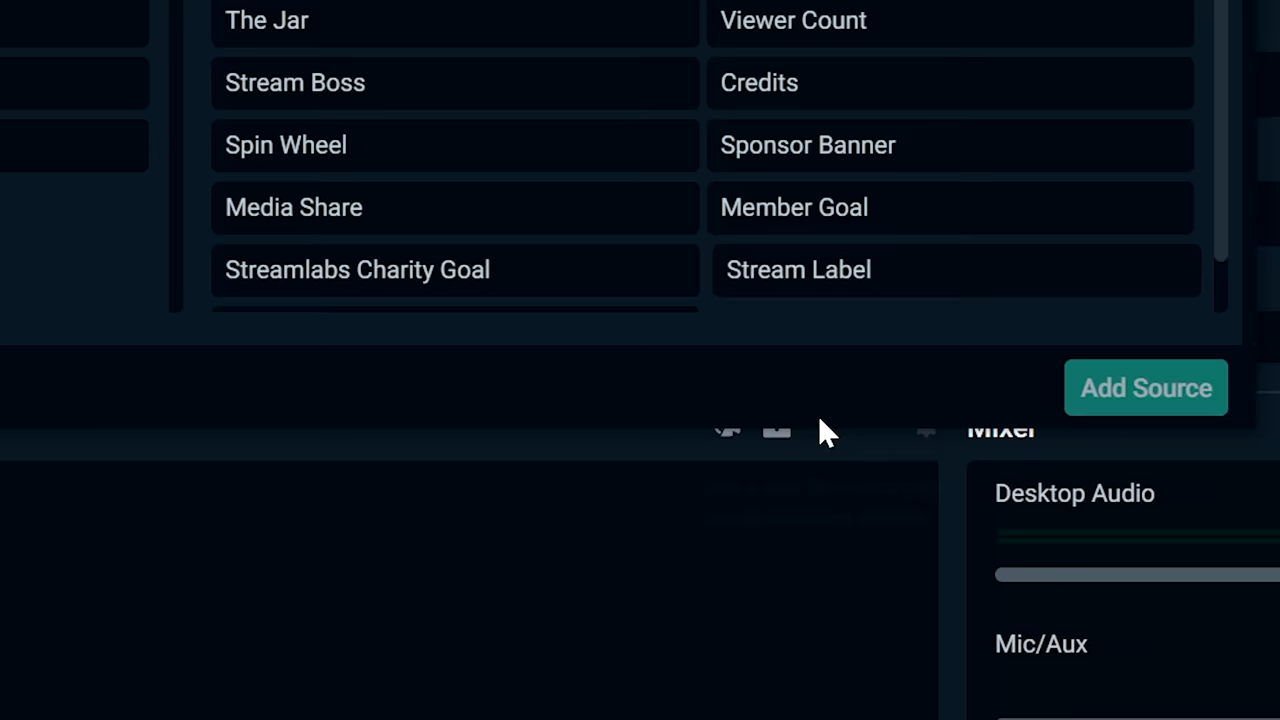 The Jar
Viewer Count
Stream Boss
Credits
Spin Wheel
Sponsor Banner
Media Share
Member Goal
Streamlabs Charity Goal
Stream Label
Add Source
Mixer
Desktop Audio
Mic/Aux